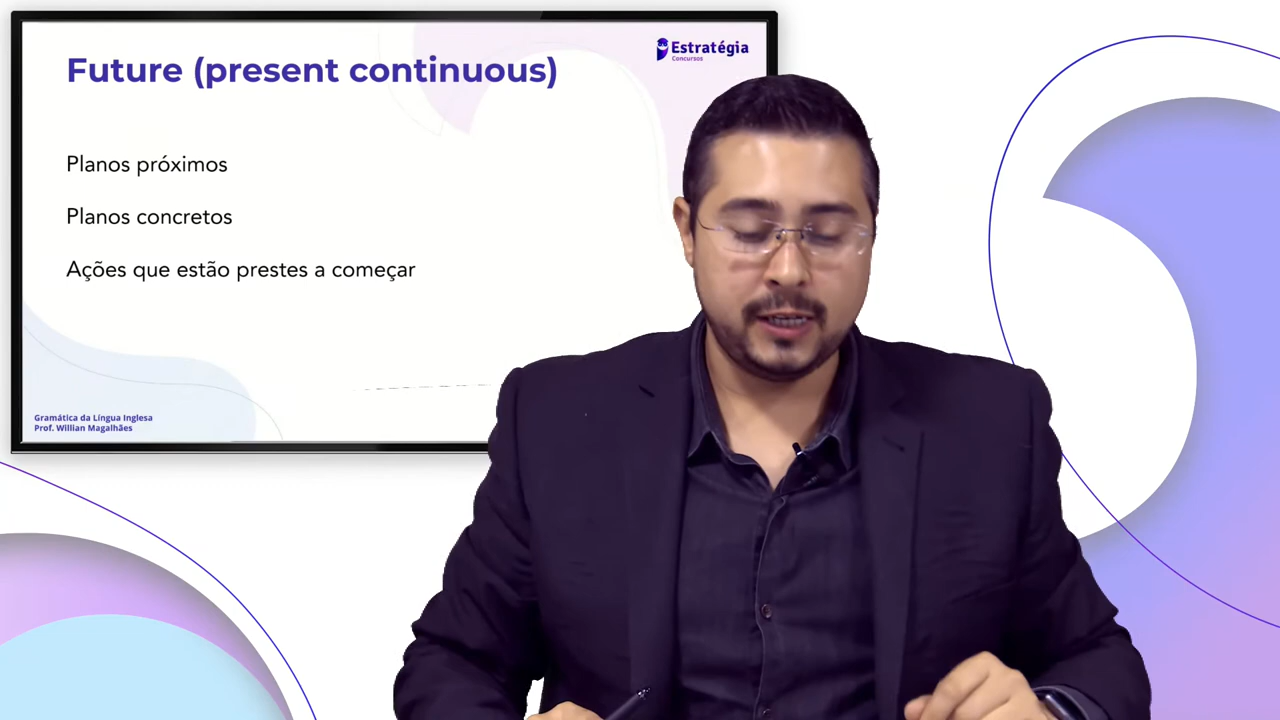 Future (present continuous)
Estratégia
Concursos
Planos próximos
Planos concretos
Ações que estão prestes a começar
Gramática da Língua Inglesa
Prof. Willian Magalhães